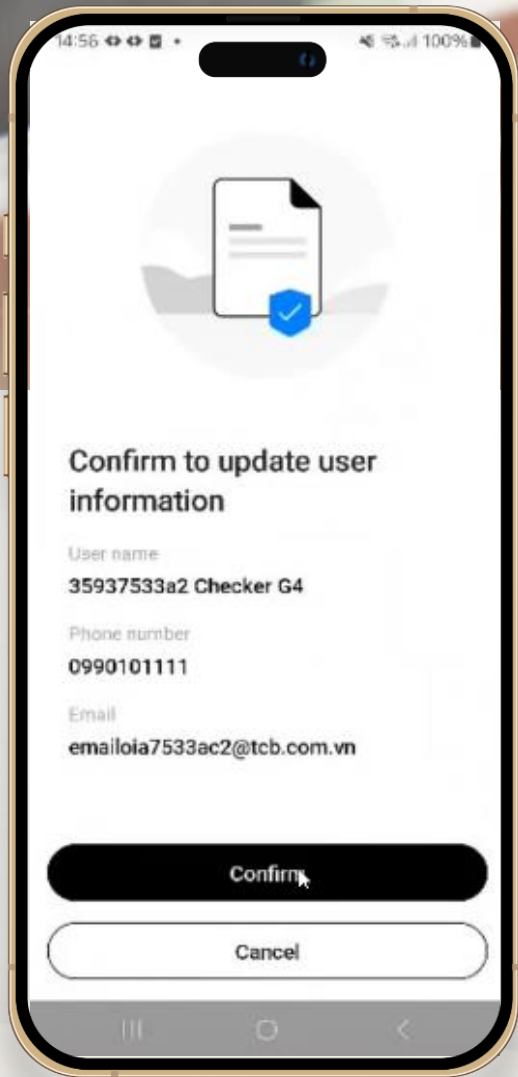 14:56
100%
Confirm to update user
information
User name
35937533a2 Checker G4
Phone number
0990101111
Email
emailoia7533ac2@tcb.com.vn
Confirm
Cancel